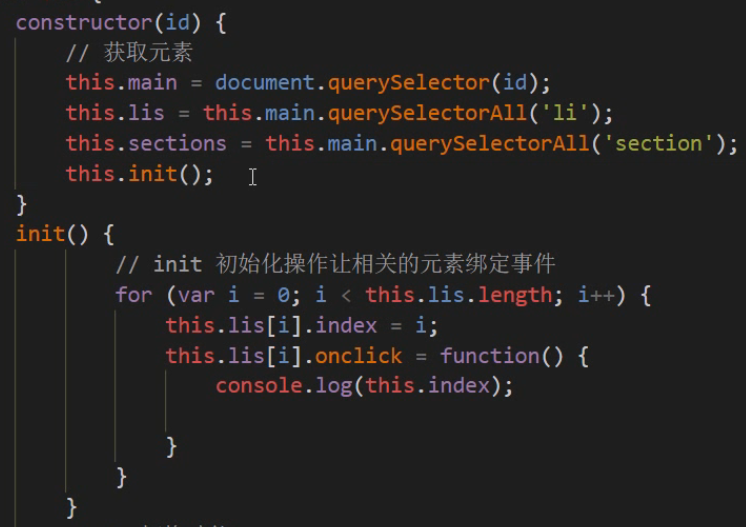 constructor(id) {
// 获取元素
this.main = document.querySelector(id);
this.lis = this.main.querySelectorAll('li');
this.sections = this.main.querySelectorAll('section');
this.init();
}
init() {
// init 初始化操作让相关的元素绑定事件
for (var i = 0; i < this.lis.length; i++) {
this.lis[i].index = i;
this.lis[i].onclick = function() {
console.log(this.index);
}
}
}